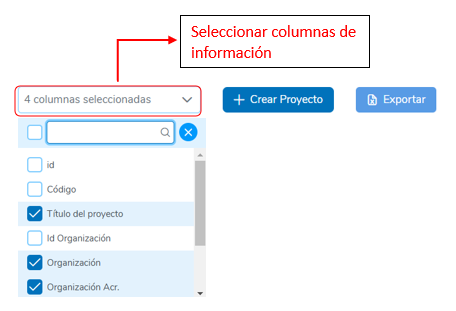 Seleccionar columnas de
información
4 columnas seleccionadas
Crear Proyecto
Exportar
id
Código
Título del proyecto
Id Organización
Organización
Organización Acr.